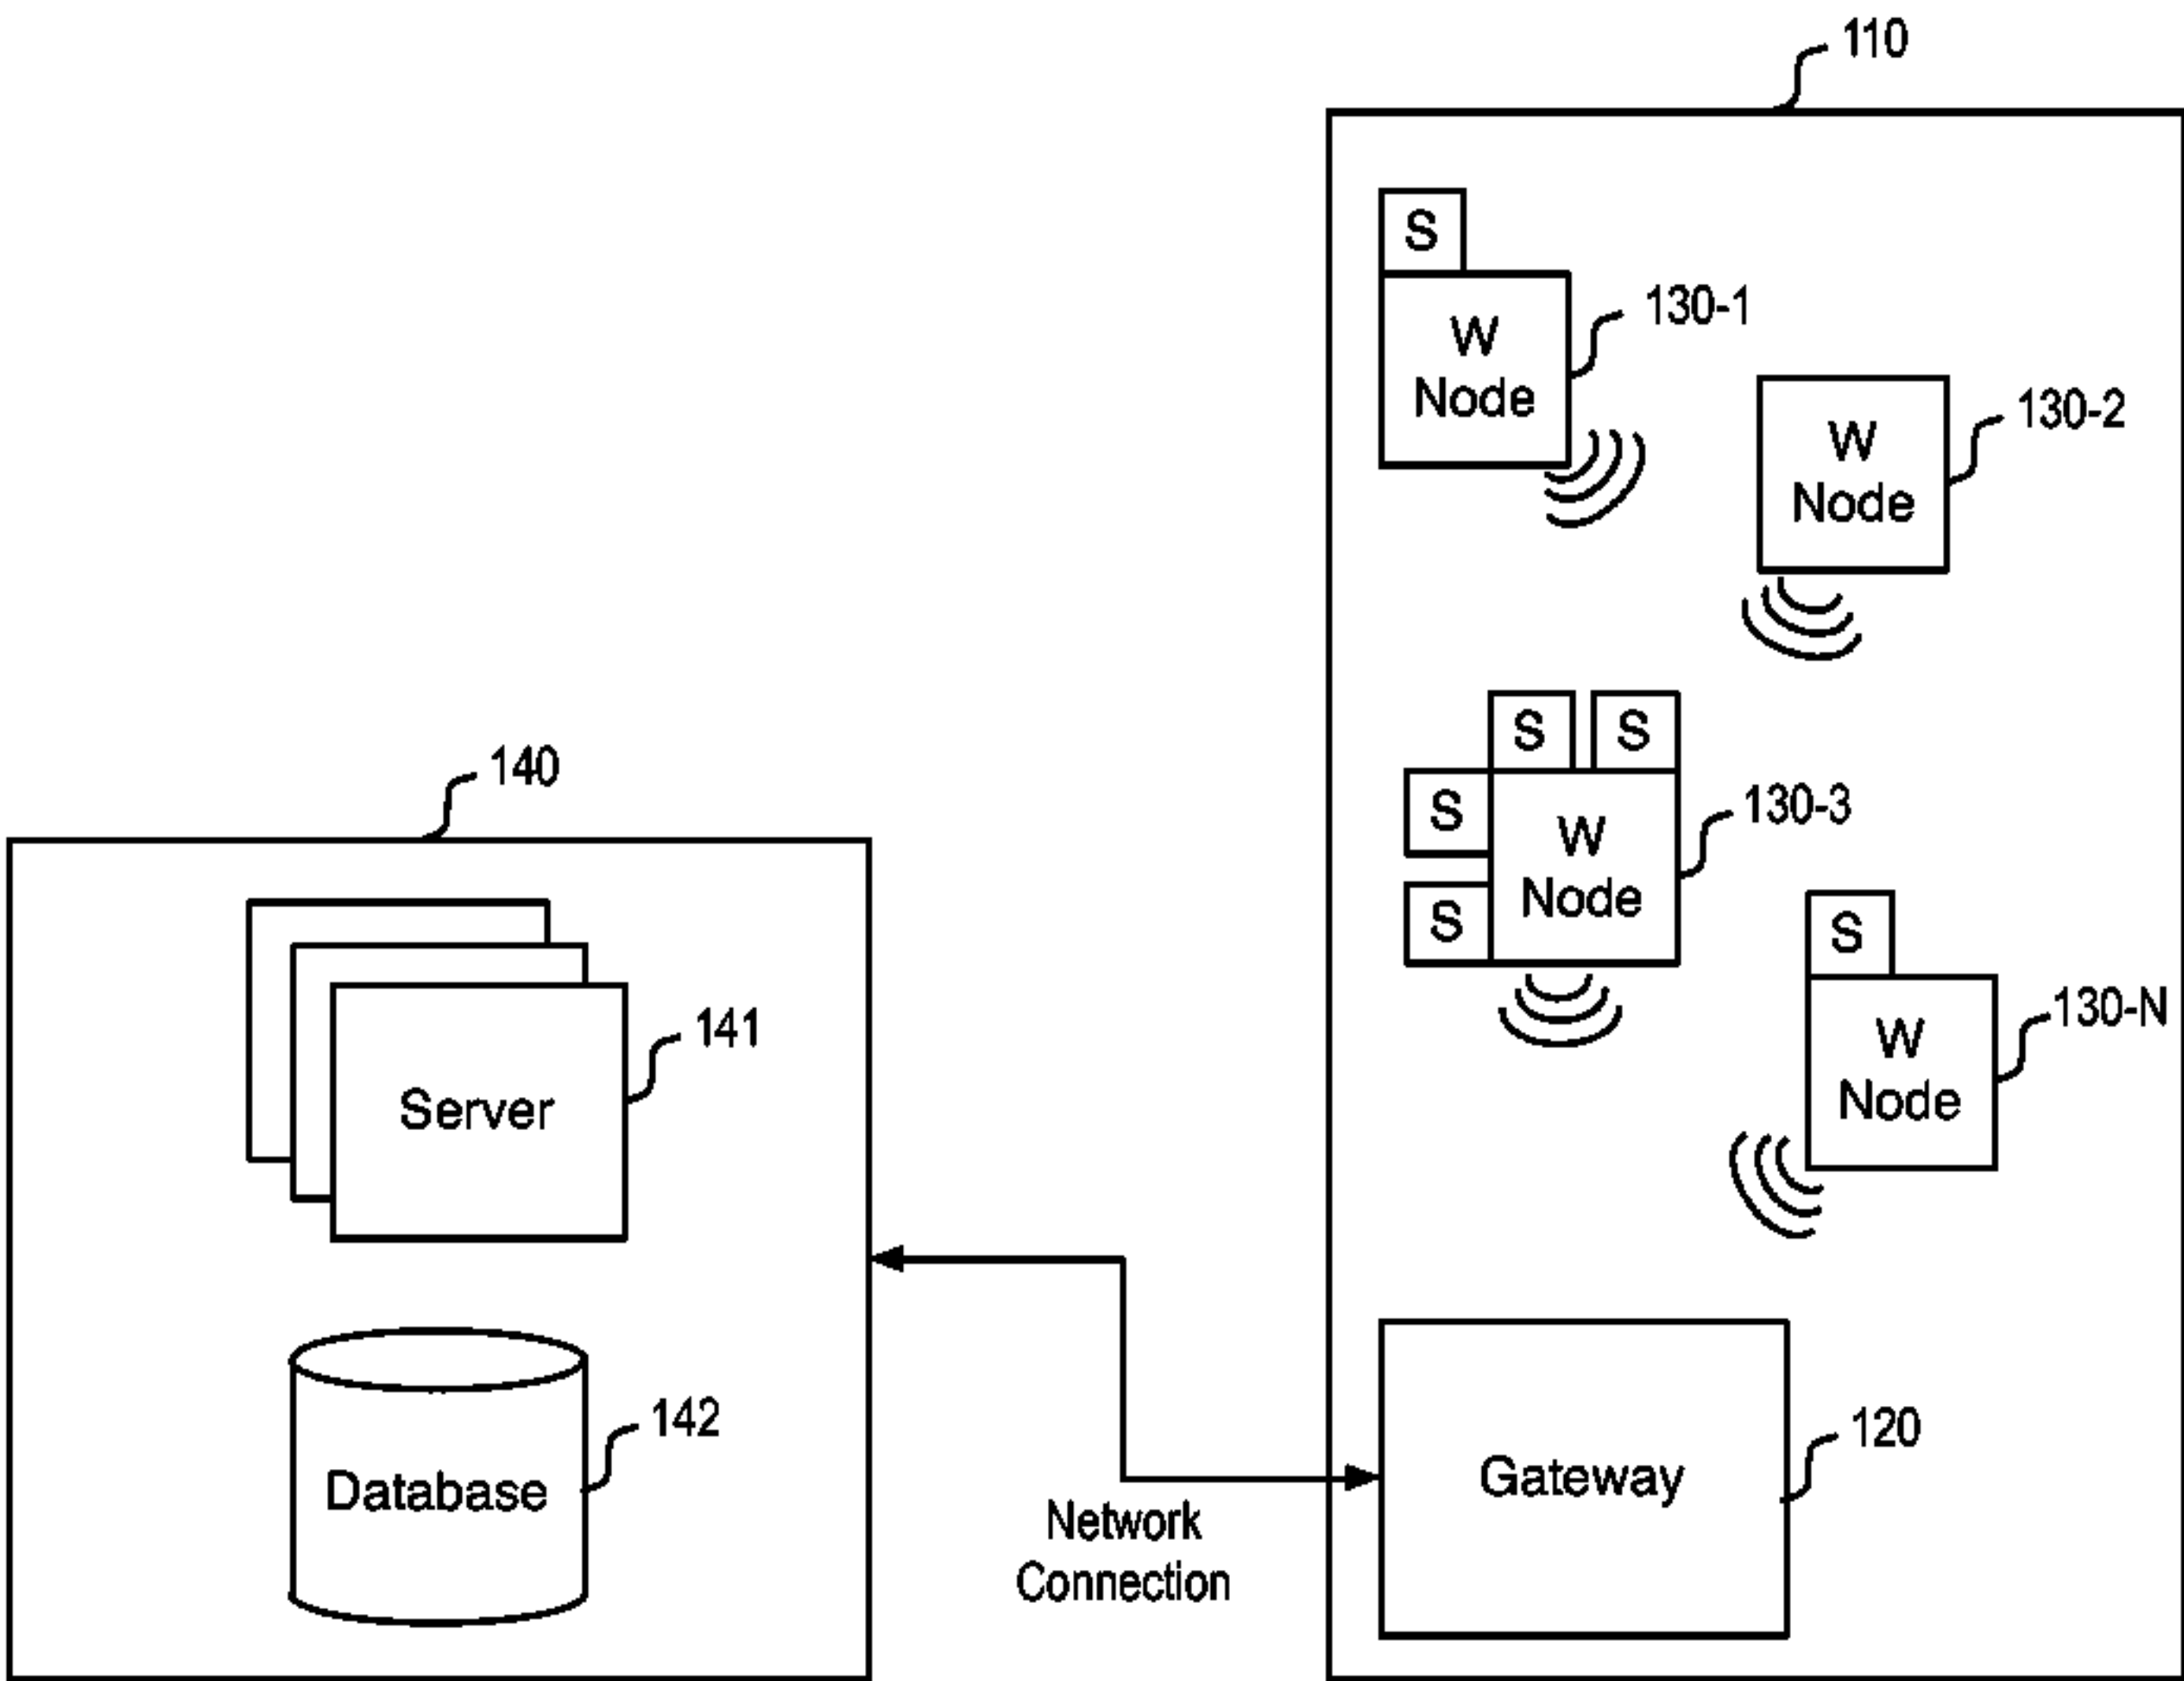 110
S
W
Node
130-1
W
Node
130-2
S
S
S
S
W
Node
130-3
S
W
Node
130-N
140
Server
141
Database
142
Network
Connection
Gateway
120